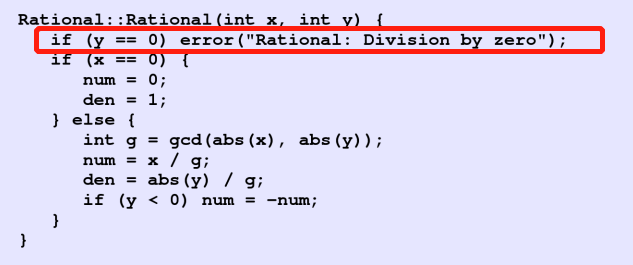 Rational::Rational(int x, int y) {
   if (y == 0) error("Rational: Division by zero");
   if (x == 0) {
      num = 0;
      den = 1;
   } else {
      int g = gcd(abs(x), abs(y));
      num = x / g;
      den = abs(y) / g;
      if (y < 0) num = -num;
   }
}